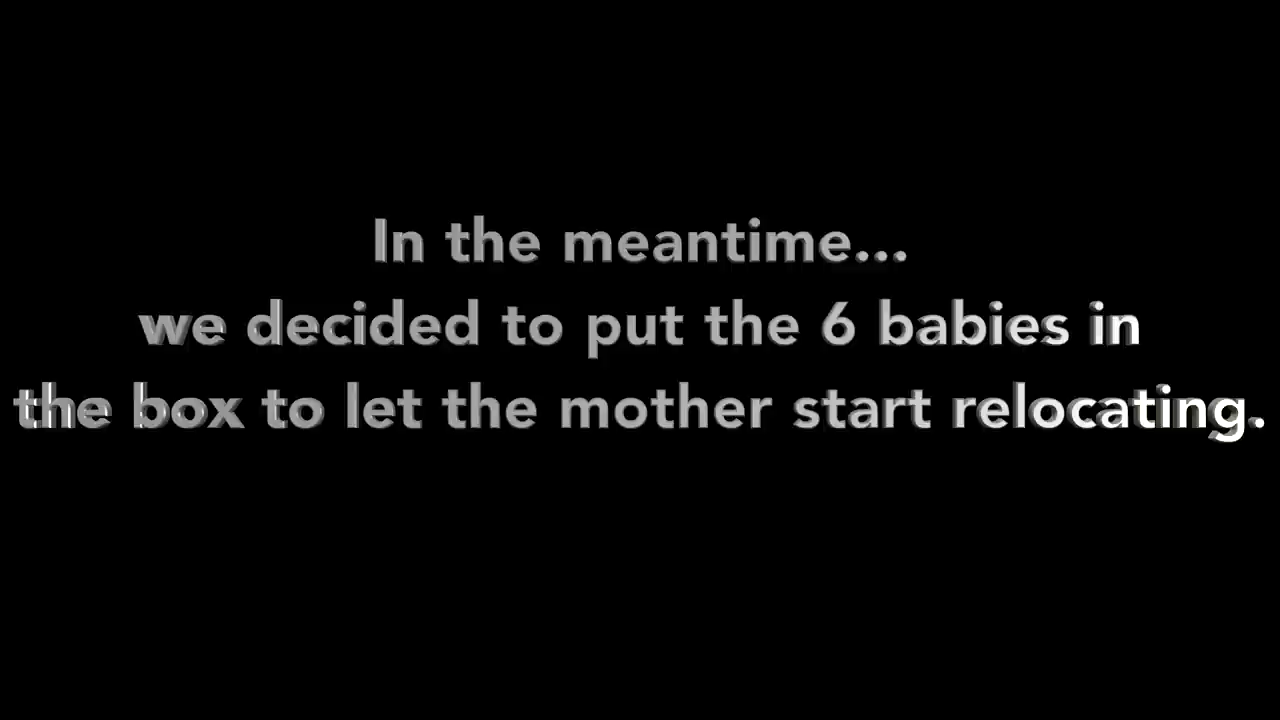 In the meantime...
we decided to put the 6 babies in
the box to let the mother start relocating.